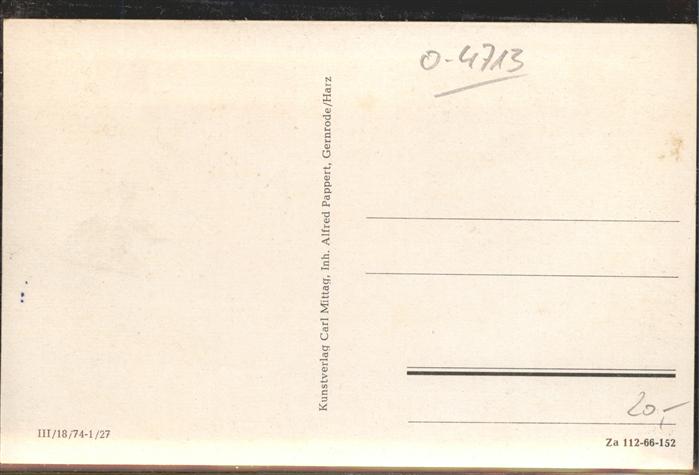 O-4713
Kunstverlag Carl Mittag, Inh. Alfred Pappert, Gernrode/Harz
20,-
III/18/74-1/27
Za 112-66-152